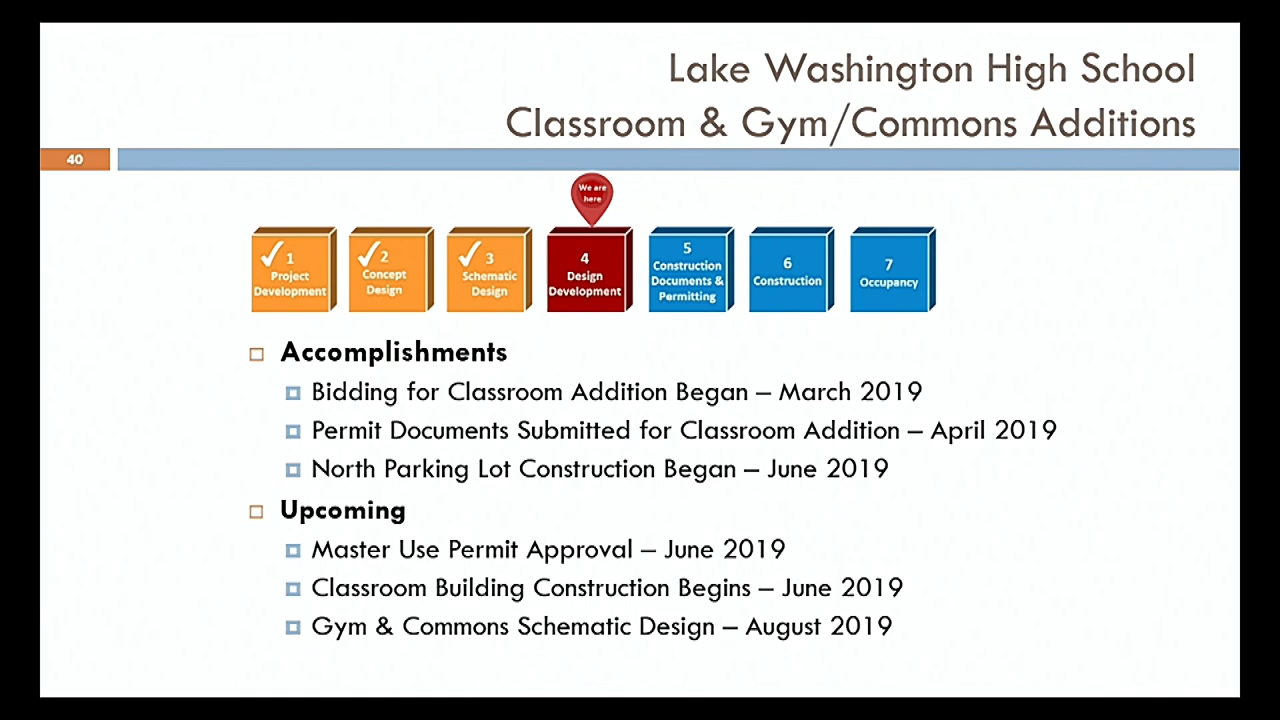 Lake Washington High School
Classroom & Gym/Commons Additions
40
We are
here
✓ 1
Project
Development
✓ 2
Concept
Design
✓ 3
Schematic
Design
4
Design
Development
5
Construction
Documents &
Permitting
6
Construction
7
Occupancy
Accomplishments
Bidding for Classroom Addition Began – March 2019
Permit Documents Submitted for Classroom Addition – April 2019
North Parking Lot Construction Began – June 2019
Upcoming
Master Use Permit Approval – June 2019
Classroom Building Construction Begins – June 2019
Gym & Commons Schematic Design – August 2019